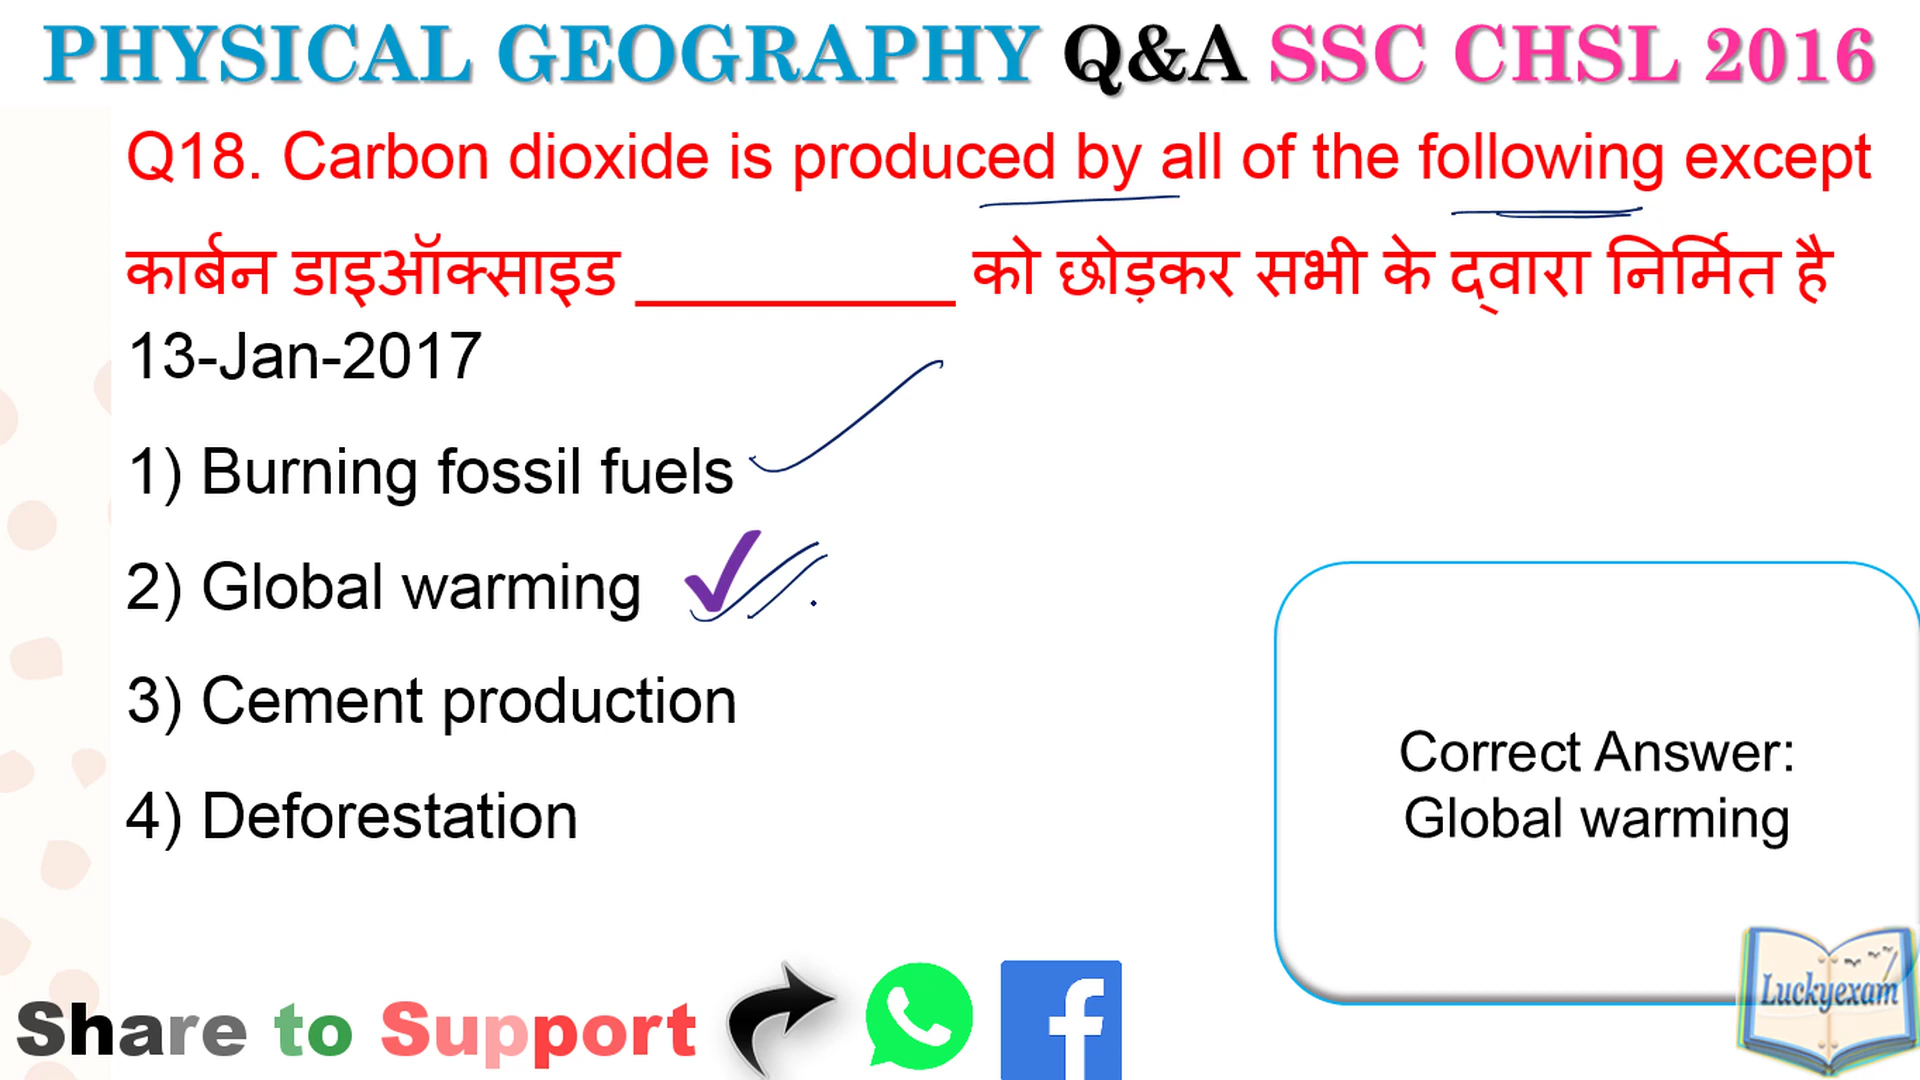 PHYSICAL GEOGRAPHY Q&A SSC CHSL 2016
Q18. Carbon dioxide is produced by all of the following except
कार्बन डाइऑक्साइड __________ को छोड़कर सभी के द्वारा निर्मित है
13-Jan-2017
1) Burning fossil fuels
2) Global warming
3) Cement production
4) Deforestation
Correct Answer:
Global warming
Share to Support
Luckyexam